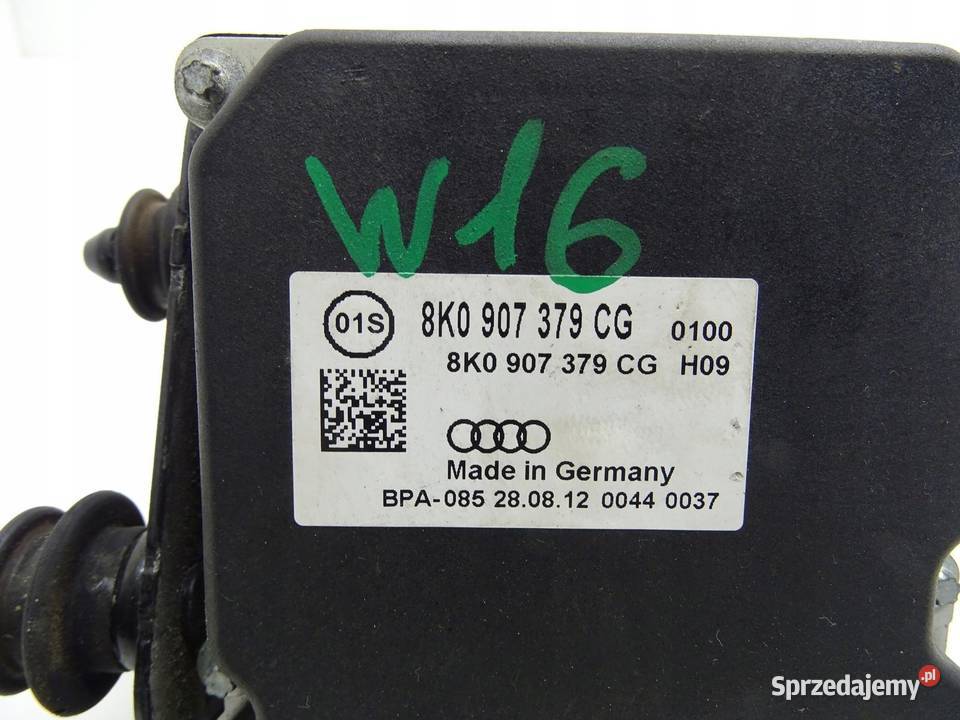 W16
01S 8K0 907 379 CG 0100
8K0 907 379 CG H09
Made in Germany
BPA-085 28.08.12 0044 0037
Sprzedajemy.pl